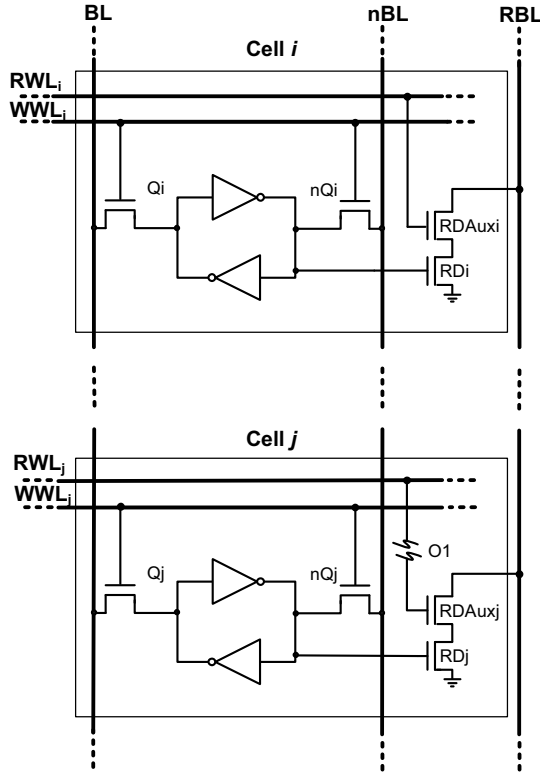 BL nBL RBL
Cell i
RWLi
WWLi
Qi nQi
RDAuxi
RDi
Cell j
RWLj
WWLj
O1
Qj nQj
RDAuxj
RDj